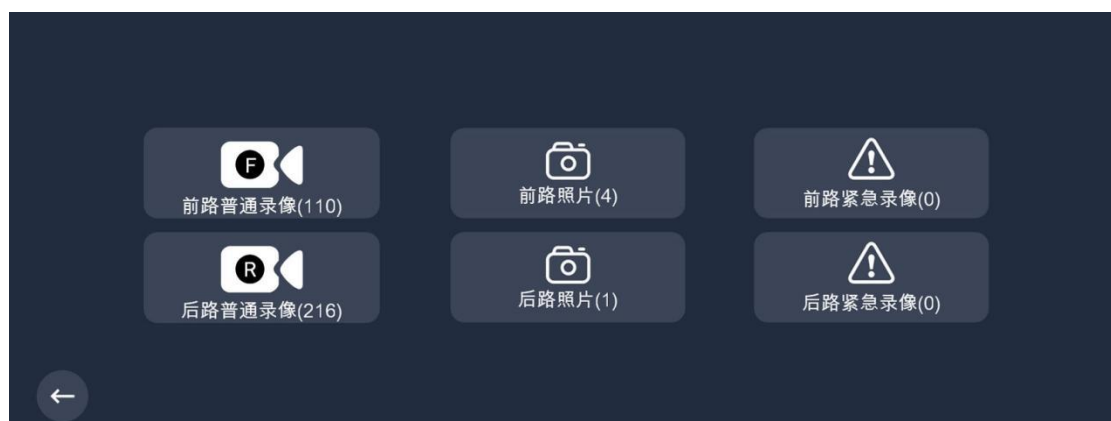 F
前路普通录像(110)
前路照片(4)
前路紧急录像(0)
R
后路普通录像(216)
后路照片(1)
后路紧急录像(0)